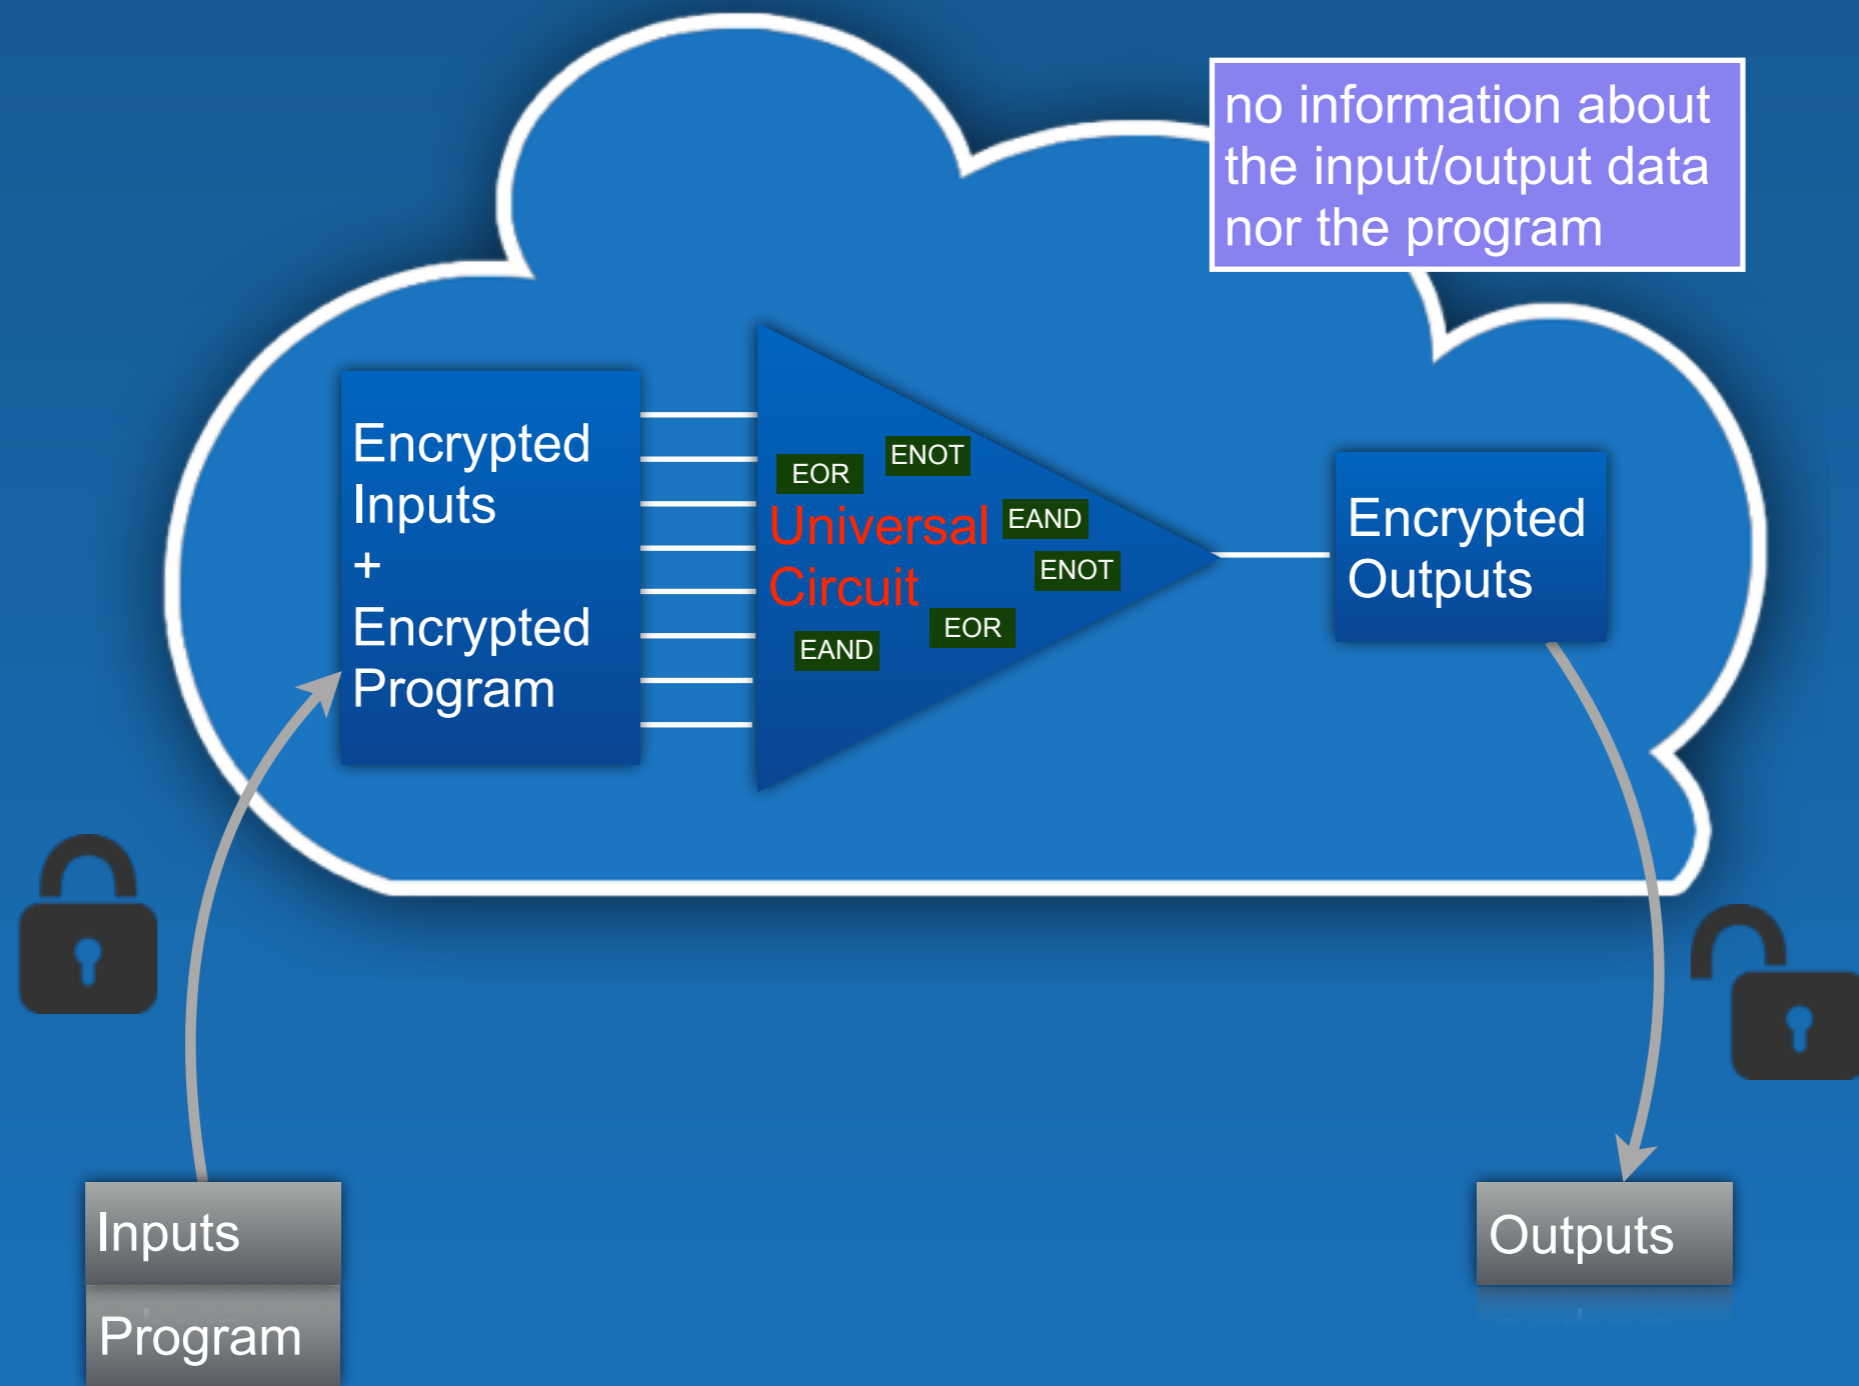 no information about
the input/output data
nor the program
Encrypted
Inputs
+
Encrypted
Program
EOR
ENOT
Universal
Circuit
EAND
ENOT
EOR
EAND
Encrypted
Outputs
Inputs
Program
Outputs